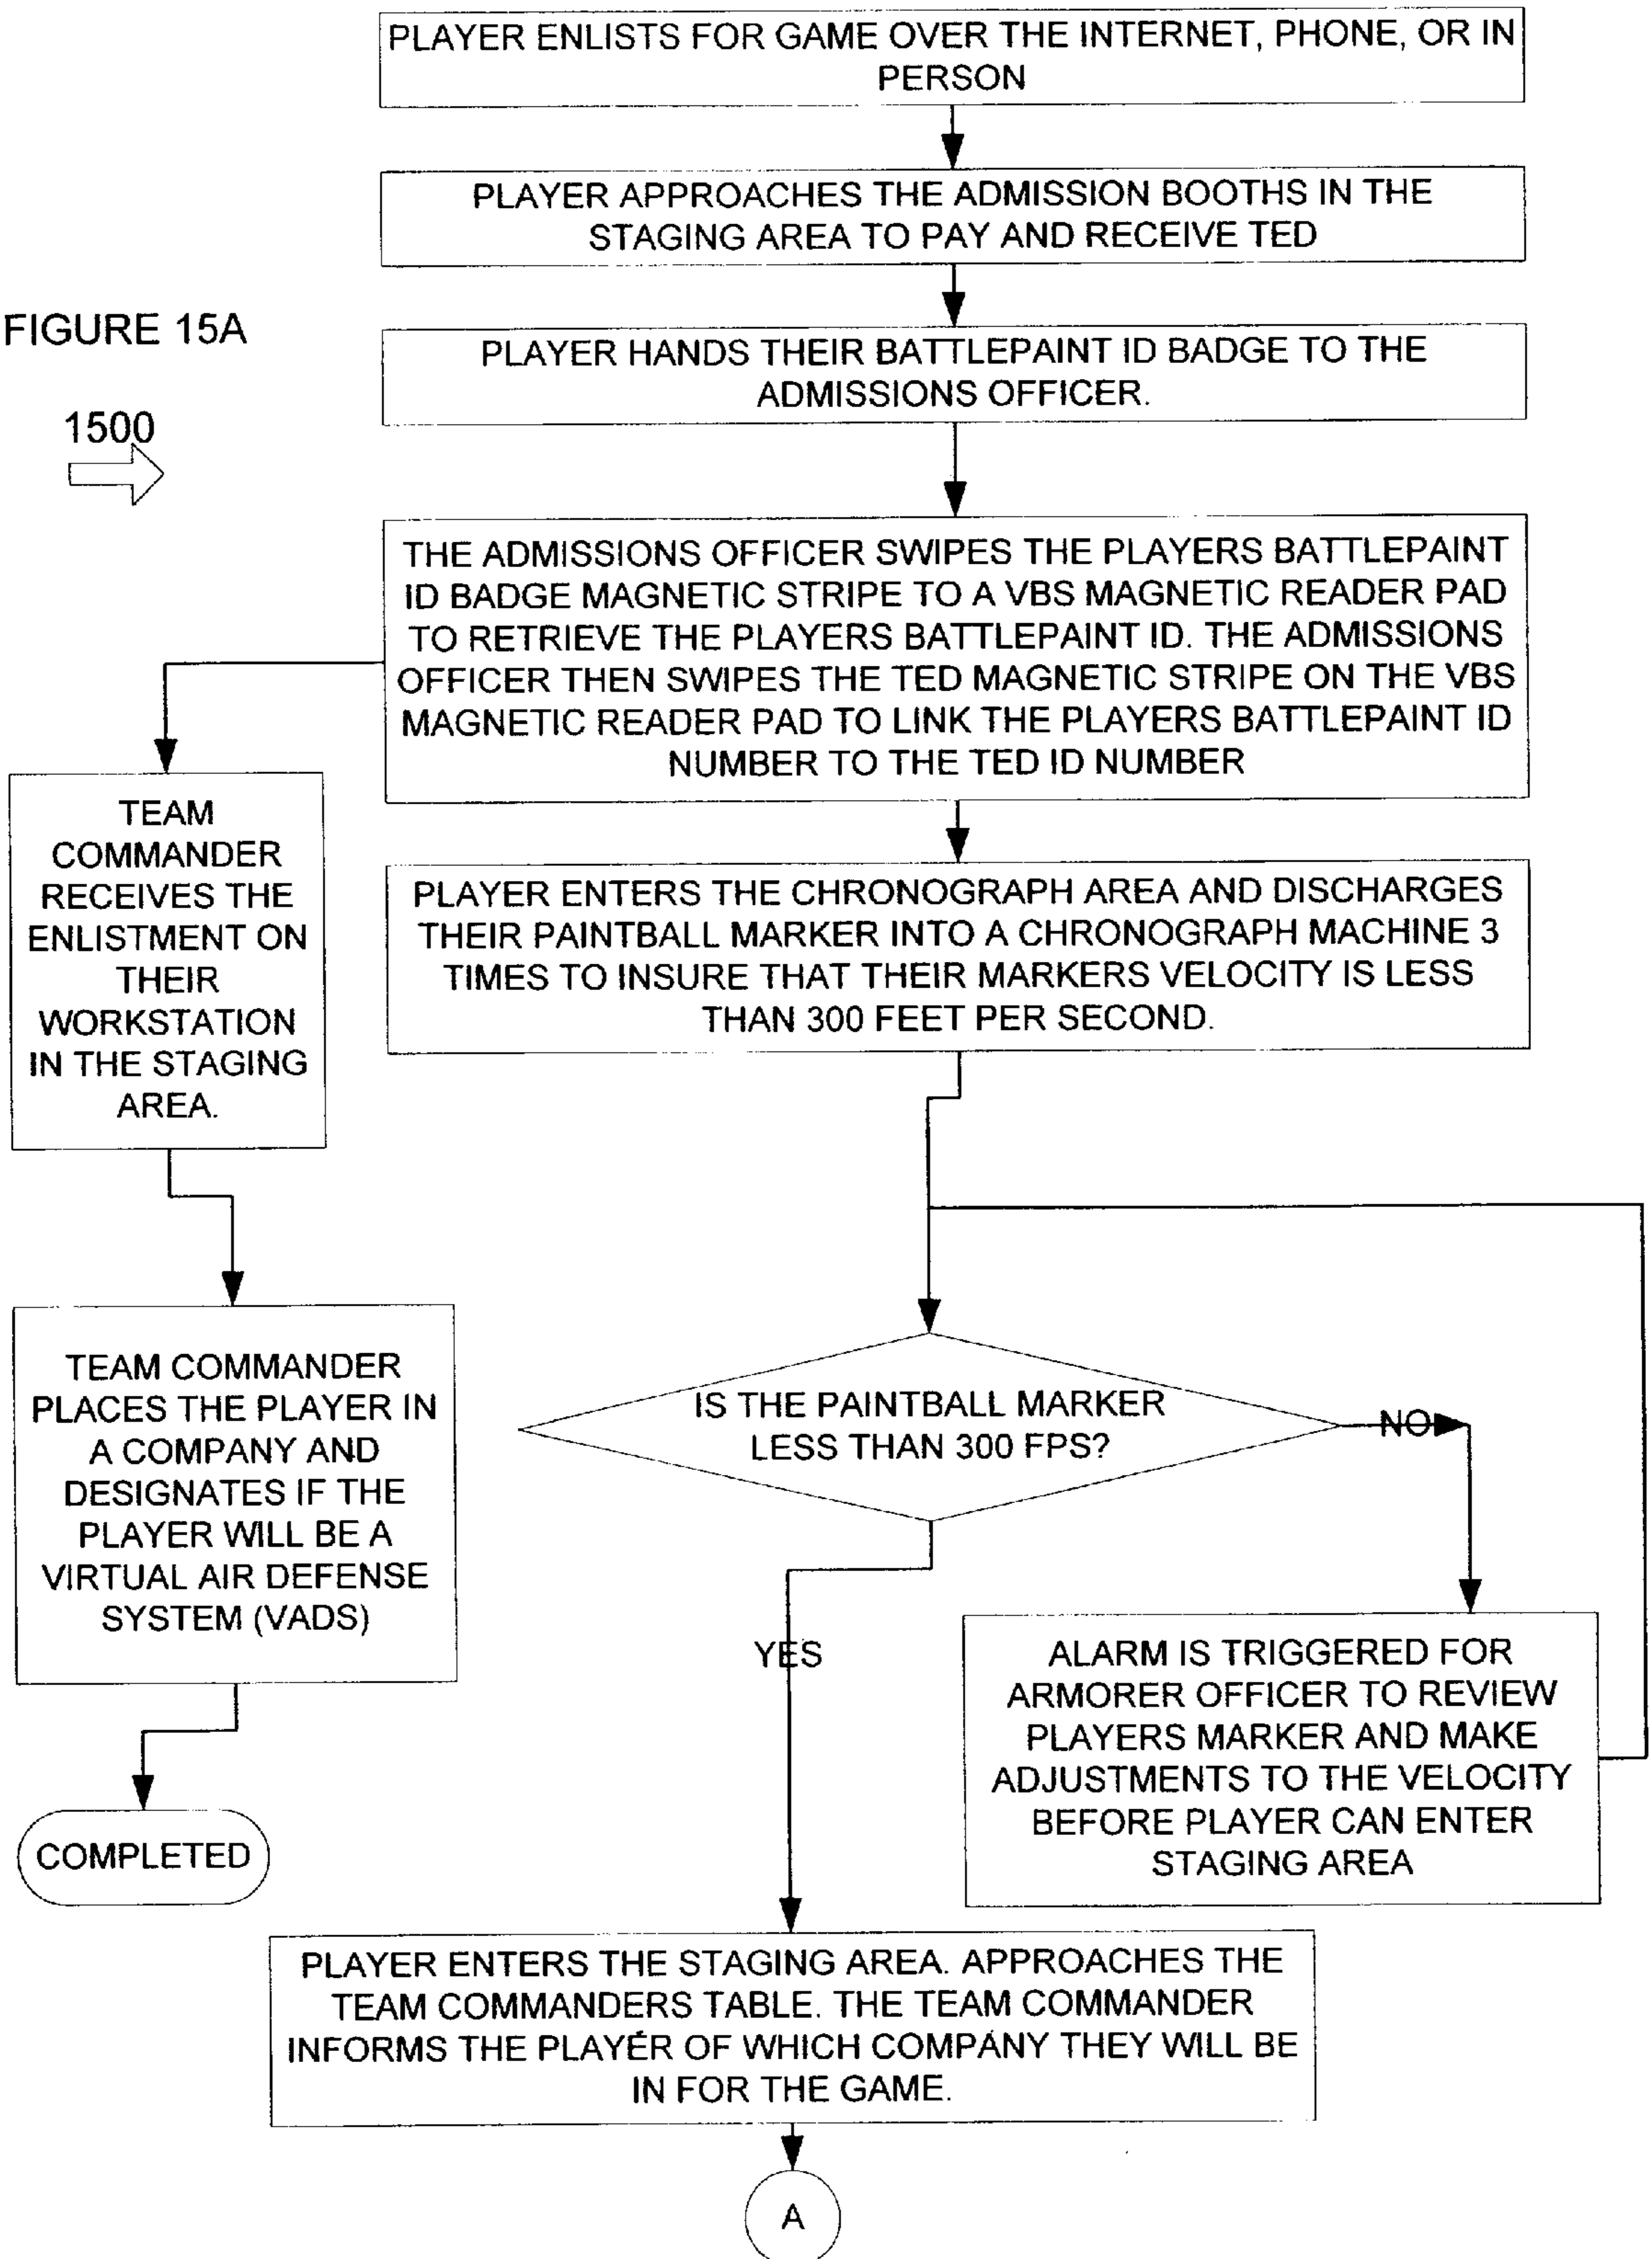 PLAYER ENLISTS FOR GAME OVER THE INTERNET, PHONE, OR IN
PERSON
PLAYER APPROACHES THE ADMISSION BOOTHS IN THE
STAGING AREA TO PAY AND RECEIVE TED
FIGURE 15A
PLAYER HANDS THEIR BATTLEPAINT ID BADGE TO THE
ADMISSIONS OFFICER.
1500
THE ADMISSIONS OFFICER SWIPES THE PLAYERS BATTLEPAINT
ID BADGE MAGNETIC STRIPE TO A VBS MAGNETIC READER PAD
TO RETRIEVE THE PLAYERS BATTLEPAINT ID. THE ADMISSIONS
OFFICER THEN SWIPES THE TED MAGNETIC STRIPE ON THE VBS
MAGNETIC READER PAD TO LINK THE PLAYERS BATTLEPAINT ID
NUMBER TO THE TED ID NUMBER
TEAM
COMMANDER
RECEIVES THE
ENLISTMENT ON
THEIR
WORKSTATION
IN THE STAGING
AREA.
PLAYER ENTERS THE CHRONOGRAPH AREA AND DISCHARGES
THEIR PAINTBALL MARKER INTO A CHRONOGRAPH MACHINE 3
TIMES TO INSURE THAT THEIR MARKERS VELOCITY IS LESS
THAN 300 FEET PER SECOND.
TEAM COMMANDER
PLACES THE PLAYER IN
A COMPANY AND
DESIGNATES IF THE
PLAYER WILL BE A
VIRTUAL AIR DEFENSE
SYSTEM (VADS)
IS THE PAINTBALL MARKER
LESS THAN 300 FPS?
NO
YES
ALARM IS TRIGGERED FOR
ARMORER OFFICER TO REVIEW
PLAYERS MARKER AND MAKE
ADJUSTMENTS TO THE VELOCITY
BEFORE PLAYER CAN ENTER
STAGING AREA
COMPLETED
PLAYER ENTERS THE STAGING AREA. APPROACHES THE
TEAM COMMANDERS TABLE. THE TEAM COMMANDER
INFORMS THE PLAYER OF WHICH COMPANY THEY WILL BE
IN FOR THE GAME.
A